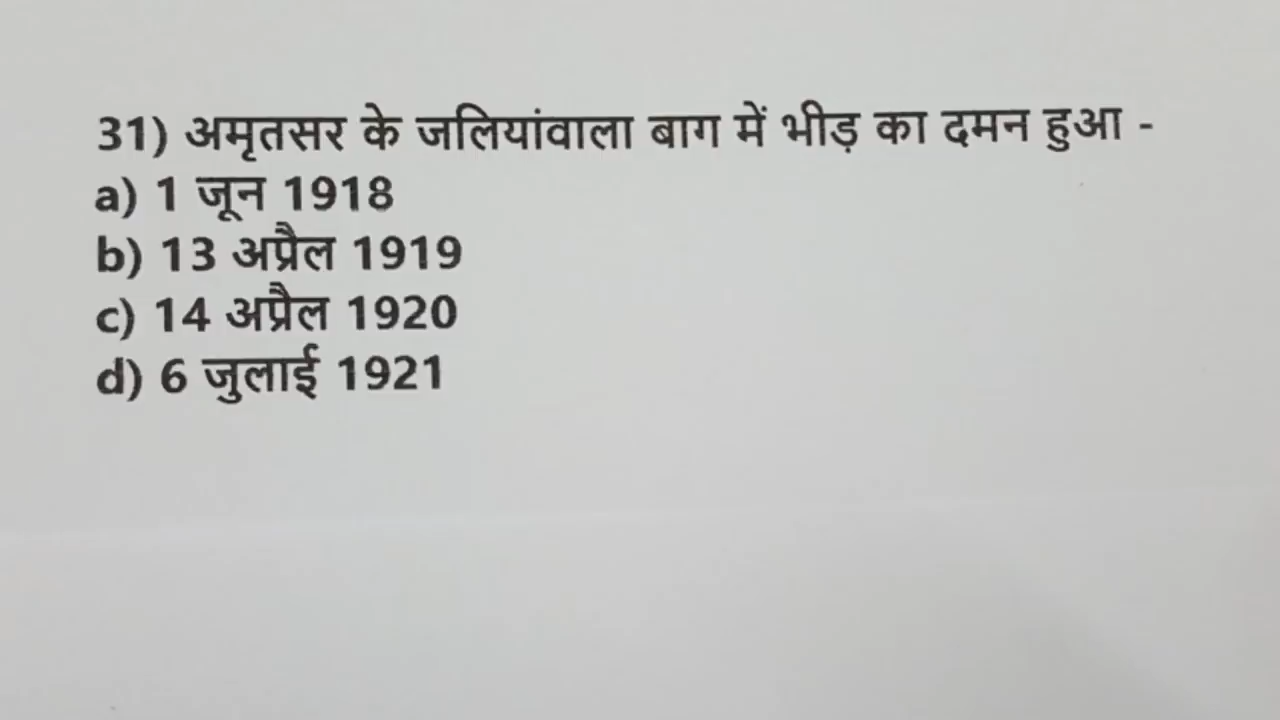 31) अमृतसर के जलियांवाला बाग में भीड़ का दमन हुआ -
a) 1 जून 1918
b) 13 अप्रैल 1919
c) 14 अप्रैल 1920
d) 6 जुलाई 1921